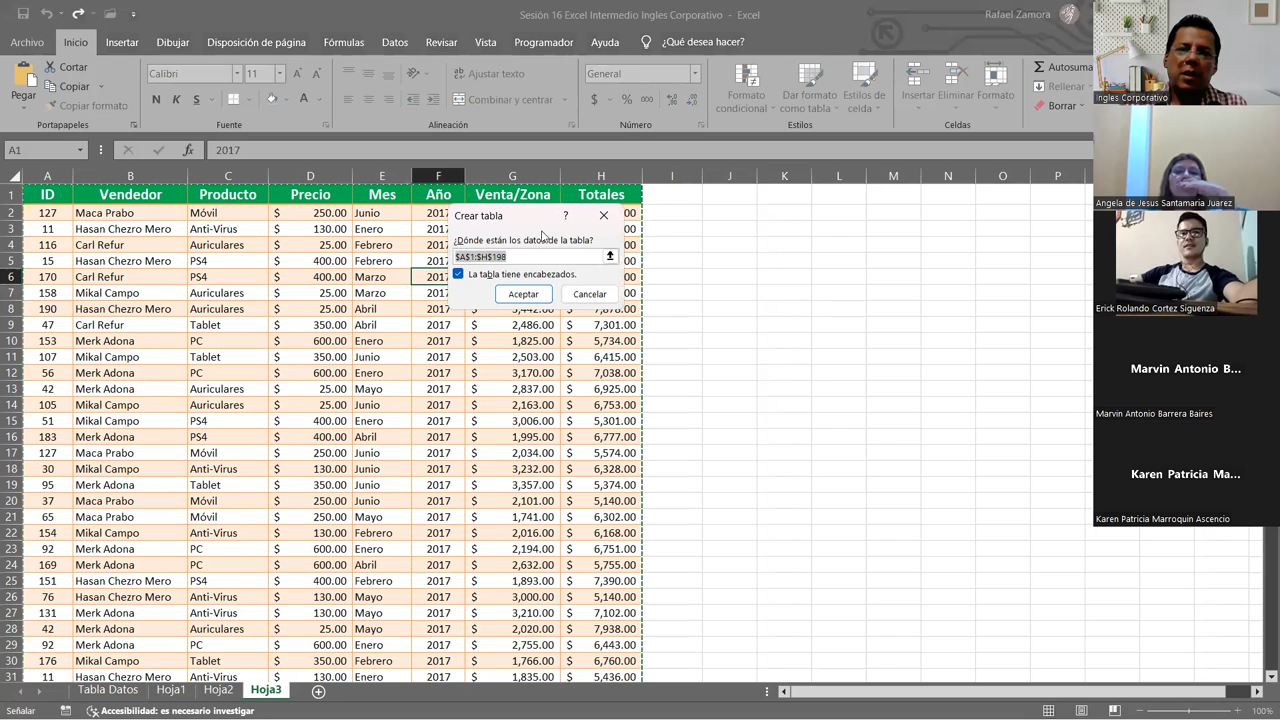 Sesión 16 Excel Intermedio Ingles Corporativo - Excel
Rafael Zamora
Archivo Inicio Insertar Dibujar Disposición de página Fórmulas Datos Revisar Vista Programador Ayuda ¿Qué desea hacer?
Pegar
Cortar
Copiar
Copiar formato
Calibri 11
N K S
Ajustar texto
Combinar y centrar
General
$ %
Formato condicional
Dar formato como tabla
Estilos de celda
Insertar Eliminar Formato
Autosuma
Rellenar
Borrar
Portapapeles Fuente Alineación Número Estilos Celdas
A1 fx 2017
A B C D E F G H I J K L M N O P
1 ID Vendedor Producto Precio Mes Año Venta/Zona Totales
2 127 Maca Prabo Móvil $ 250.00 Junio 2017
3 11 Hasan Chezro Mero Anti-Virus $ 130.00 Enero 2017
4 116 Carl Refur Auriculares $ 25.00 Febrero 2017
5 15 Hasan Chezro Mero PS4 $ 400.00 Febrero 2017
6 170 Carl Refur PS4 $ 400.00 Marzo 2017
7 158 Mikal Campo Auriculares $ 25.00 Marzo 2017
8 190 Hasan Chezro Mero Auriculares $ 25.00 Abril 2017 $ 3,442.00 $ 7,878.00
9 47 Carl Refur Tablet $ 350.00 Abril 2017 $ 2,486.00 $ 7,301.00
10 153 Merk Adona PC $ 600.00 Enero 2017 $ 1,825.00 $ 5,734.00
11 107 Mikal Campo Tablet $ 350.00 Junio 2017 $ 2,503.00 $ 6,415.00
12 56 Merk Adona PC $ 600.00 Enero 2017 $ 3,170.00 $ 7,038.00
13 42 Merk Adona Auriculares $ 25.00 Mayo 2017 $ 2,837.00 $ 6,925.00
14 105 Mikal Campo Auriculares $ 25.00 Junio 2017 $ 2,163.00 $ 6,753.00
15 51 Mikal Campo PS4 $ 400.00 Enero 2017 $ 3,006.00 $ 5,301.00
16 183 Merk Adona PS4 $ 400.00 Abril 2017 $ 1,995.00 $ 6,777.00
17 127 Merk Adona Móvil $ 250.00 Junio 2017 $ 2,034.00 $ 5,574.00
18 30 Mikal Campo Anti-Virus $ 130.00 Enero 2017 $ 3,232.00 $ 6,328.00
19 95 Merk Adona Tablet $ 350.00 Junio 2017 $ 3,357.00 $ 5,374.00
20 37 Maca Prabo Móvil $ 250.00 Junio 2017 $ 2,101.00 $ 5,140.00
21 65 Maca Prabo Móvil $ 250.00 Mayo 2017 $ 1,741.00 $ 6,302.00
22 154 Mikal Campo Anti-Virus $ 130.00 Febrero 2017 $ 2,016.00 $ 6,168.00
23 92 Merk Adona PC $ 600.00 Enero 2017 $ 2,194.00 $ 6,751.00
24 169 Merk Adona PC $ 600.00 Abril 2017 $ 2,632.00 $ 5,755.00
25 151 Hasan Chezro Mero PS4 $ 400.00 Febrero 2017 $ 1,893.00 $ 7,390.00
26 76 Hasan Chezro Mero Anti-Virus $ 130.00 Enero 2017 $ 3,000.00 $ 5,140.00
27 131 Merk Adona Anti-Virus $ 130.00 Mayo 2017 $ 3,210.00 $ 7,102.00
28 42 Merk Adona Auriculares $ 25.00 Mayo 2017 $ 2,020.00 $ 7,938.00
29 92 Merk Adona PC $ 600.00 Enero 2017 $ 2,755.00 $ 6,443.00
30 176 Mikal Campo Tablet $ 350.00 Febrero 2017 $ 1,766.00 $ 6,760.00
31 11 Hasan Chezro Mero Anti-Virus $ 130.00 Enero 2017 $ 1,835.00 $ 5,436.00
Crear tabla ?
¿Dónde están los datos de la tabla?
$A$1:$H$198
La tabla tiene encabezados.
Aceptar Cancelar
Tabla Datos Hoja1 Hoja2 Hoja3
Señalar Accesibilidad: es necesario investigar 100%
Ingles Corporativo
Angela de Jesus Santamaria Juarez
Erick Rolando Cortez Siguenza
Marvin Antonio B...
Marvin Antonio Barrera Baires
Karen Patricia Ma...
Karen Patricia Marroquin Ascencio